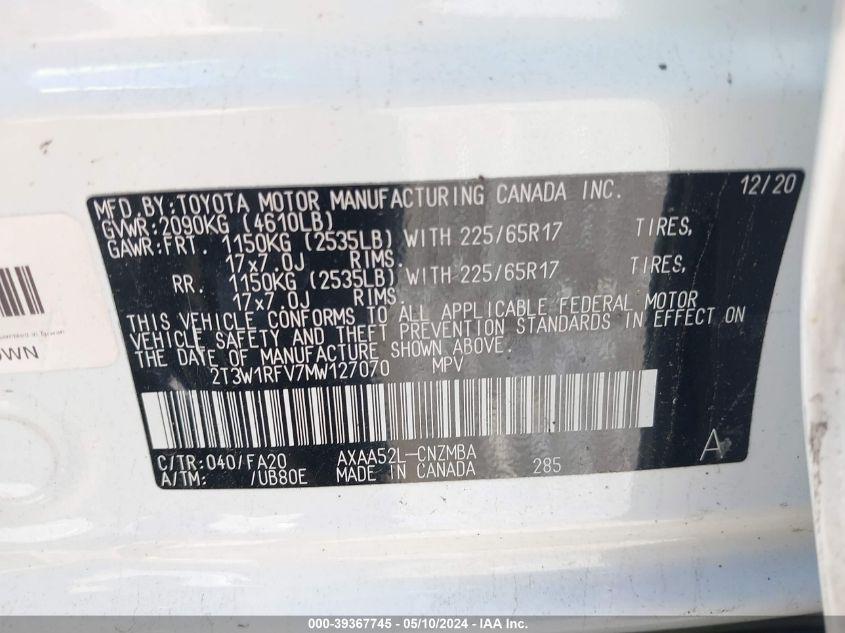 MFD.BY:TOYOTA MOTOR MANUFACTURING CANADA INC. 12/20
GVWR:2090KG (4610LB)
GAWR:FRT. 1150KG (2535LB) WITH 225/65R17 TIRES,
17x7.0J RIMS.
RR. 1150KG (2535LB) WITH 225/65R17 TIRES,
17x7.0J RIMS.
THIS VEHICLE CONFORMS TO ALL APPLICABLE FEDERAL MOTOR
VEHICLE SAFETY AND THEFT PREVENTION STANDARDS IN EFFECT ON
THE DATE OF MANUFACTURE SHOWN ABOVE.
2T3W1RFV7MW127070 MPV
C/TR:040/FA20 AXAA52L-CNZMBA
A/TM: /UB80E MADE IN CANADA 285 A
in Taiwan
OWN
000-39367745 - 05/10/2024 - IAA Inc.